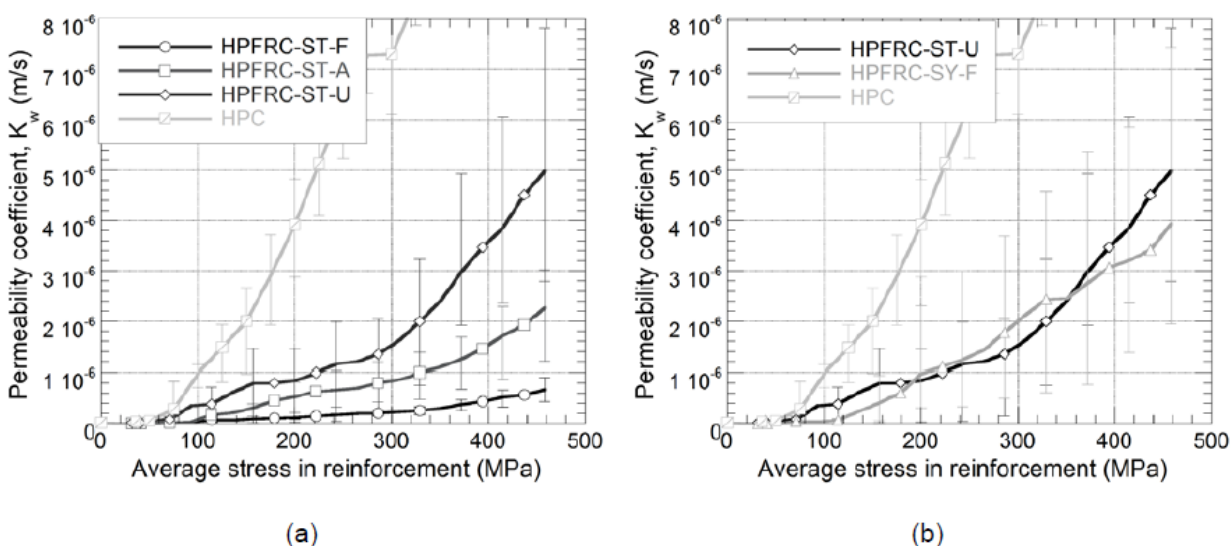 8 10⁻⁶
7 10⁻⁶
6 10⁻⁶
5 10⁻⁶
4 10⁻⁶
3 10⁻⁶
2 10⁻⁶
1 10⁻⁶
0
Permeability coefficient, K_w (m/s)
HPFRC-ST-F
HPFRC-ST-A
HPFRC-ST-U
HPC
0 100 200 300 400 500
Average stress in reinforcement (MPa)
(a)
8 10⁻⁶
7 10⁻⁶
6 10⁻⁶
5 10⁻⁶
4 10⁻⁶
3 10⁻⁶
2 10⁻⁶
1 10⁻⁶
0
Permeability coefficient, K_w (m/s)
HPFRC-ST-U
HPFRC-SY-F
HPC
0 100 200 300 400 500
Average stress in reinforcement (MPa)
(b)